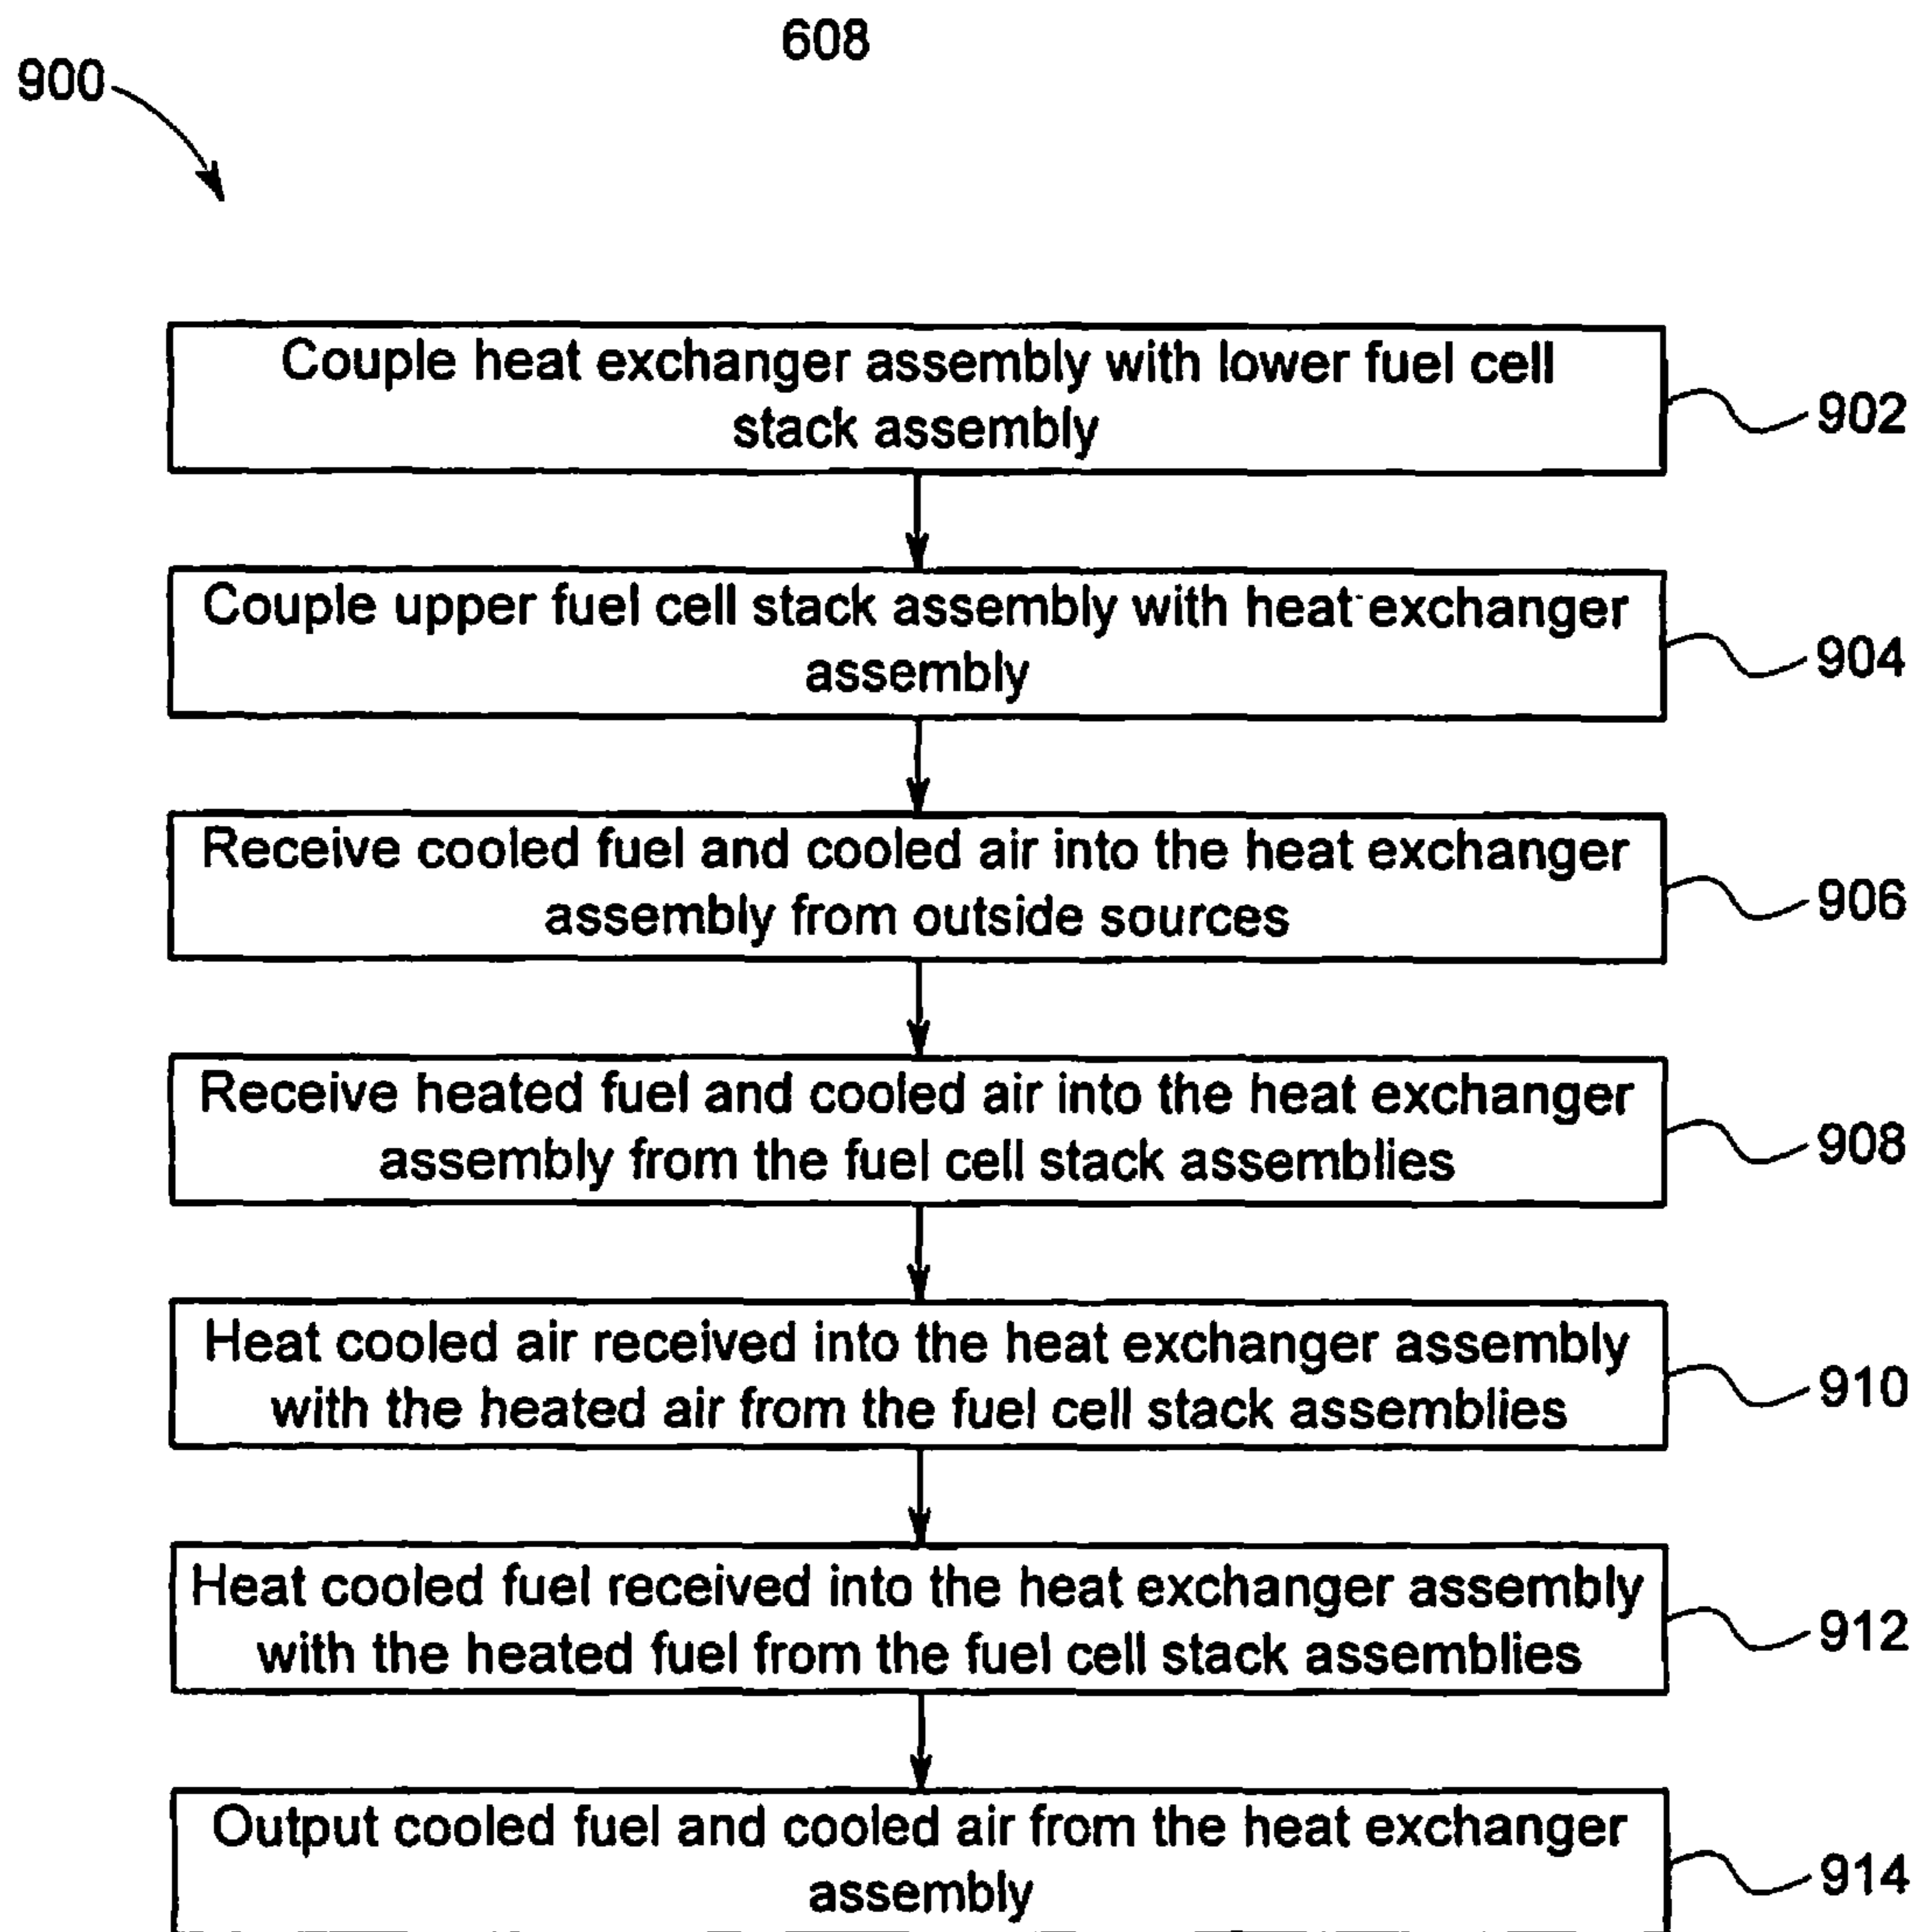 608
900
Couple heat exchanger assembly with lower fuel cell
stack assembly
902
Couple upper fuel cell stack assembly with heat exchanger
assembly
904
Receive cooled fuel and cooled air into the heat exchanger
assembly from outside sources
906
Receive heated fuel and cooled air into the heat exchanger
assembly from the fuel cell stack assemblies
908
Heat cooled air received into the heat exchanger assembly
with the heated air from the fuel cell stack assemblies
910
Heat cooled fuel received into the heat exchanger assembly
with the heated fuel from the fuel cell stack assemblies
912
Output cooled fuel and cooled air from the heat exchanger
assembly
914